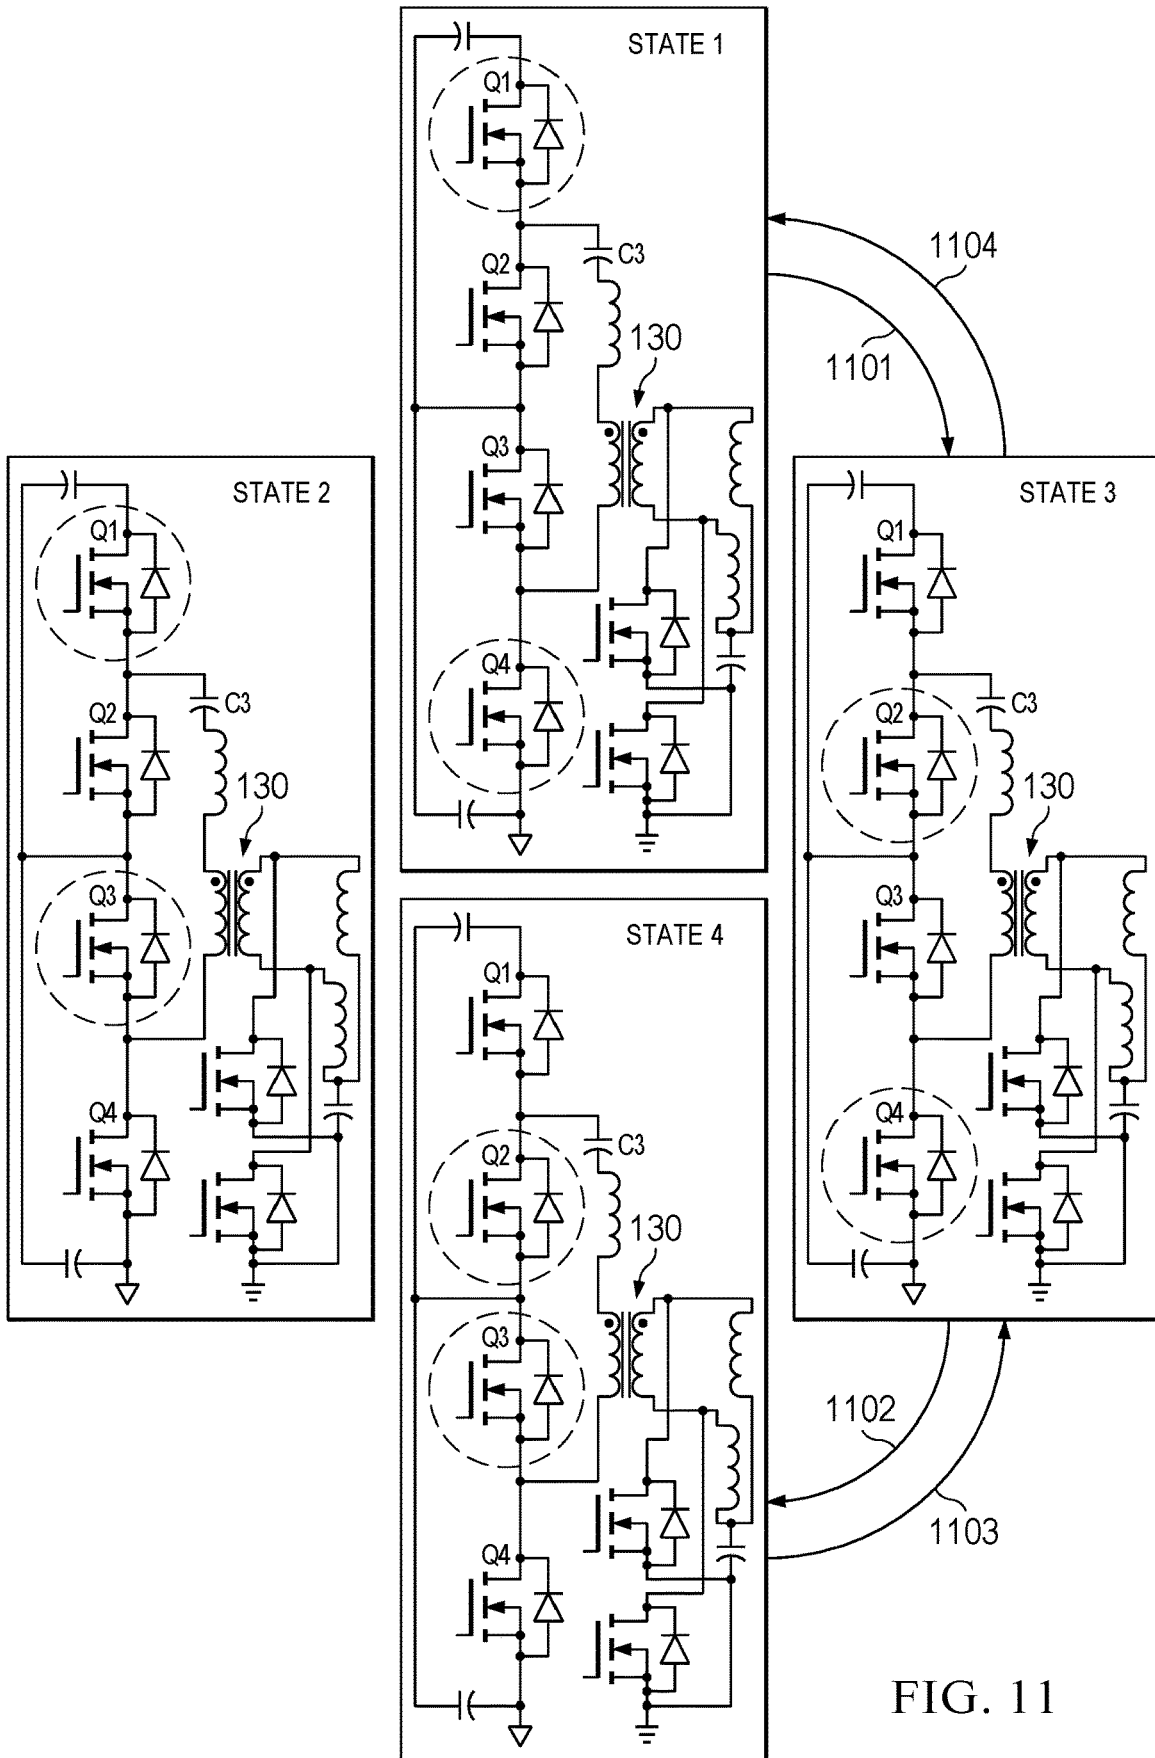 STATE 1
Q1
C3
Q2
130
Q3
Q4
1104
1101
STATE 2
Q1
C3
Q2
130
Q3
Q4
STATE 3
Q1
C3
Q2
130
Q3
Q4
STATE 4
Q1
C3
Q2
130
Q3
Q4
1102
1103
FIG. 11